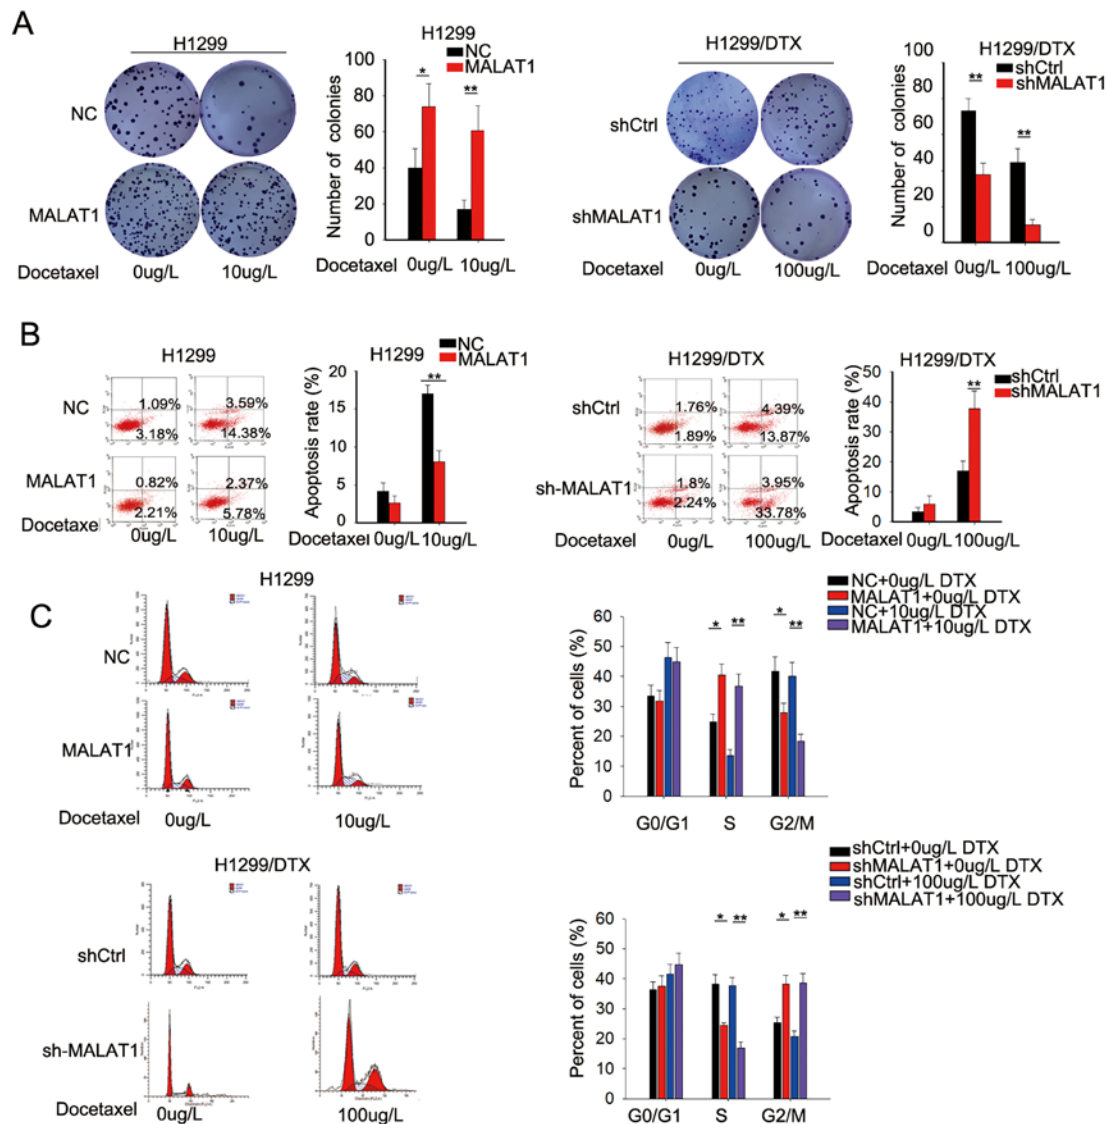 A
H1299
NC
MALAT1
Docetaxel 0ug/L 10ug/L
H1299
NC
MALAT1
Number of colonies
100
80
60
40
20
0
*
**
Docetaxel 0ug/L 10ug/L
H1299/DTX
shCtrl
shMALAT1
Docetaxel 0ug/L 100ug/L
H1299/DTX
shCtrl
shMALAT1
Number of colonies
100
80
60
40
20
0
**
**
Docetaxel 0ug/L 100ug/L
B
H1299
NC
1.09%
3.18%
3.59%
14.38%
MALAT1
0.82%
2.21%
2.37%
5.78%
Docetaxel 0ug/L 10ug/L
NC
MALAT1
H1299
Apoptosis rate (%)
20
15
10
5
0
**
Docetaxel 0ug/L 10ug/L
H1299/DTX
shCtrl
1.76%
1.89%
4.39%
13.87%
sh-MALAT1
1.8%
2.24%
3.95%
33.78%
Docetaxel 0ug/L 100ug/L
H1299/DTX
shCtrl
shMALAT1
Apoptosis rate (%)
50
40
30
20
10
0
**
Docetaxel 0ug/L 100ug/L
C
H1299
NC
MALAT1
Docetaxel 0ug/L 10ug/L
NC+0ug/L DTX
MALAT1+0ug/L DTX
NC+10ug/L DTX
MALAT1+10ug/L DTX
Percent of cells (%)
60
50
40
30
20
10
0
* **
* **
G0/G1 S G2/M
H1299/DTX
shCtrl
sh-MALAT1
Docetaxel 0ug/L 100ug/L
shCtrl+0ug/L DTX
shMALAT1+0ug/L DTX
shCtrl+100ug/L DTX
shMALAT1+100ug/L DTX
Percent of cells (%)
60
50
40
30
20
10
0
* **
* **
G0/G1 S G2/M